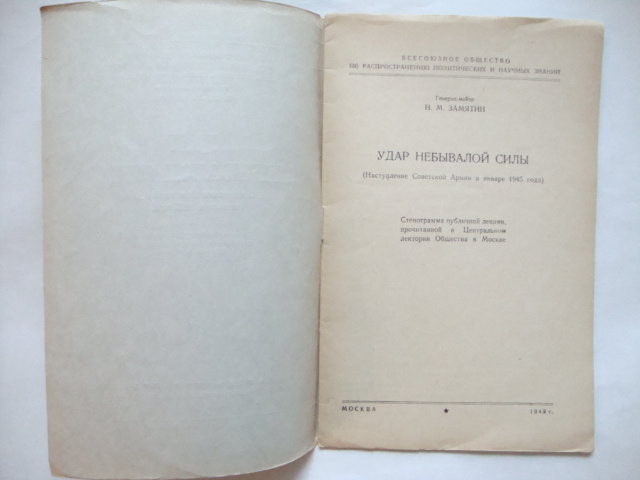 ВСЕСОЮЗНОЕ ОБЩЕСТВО
ПО РАСПРОСТРАНЕНИЮ ПОЛИТИЧЕСКИХ И НАУЧНЫХ ЗНАНИЙ
Генерал-майор
Н. М. ЗАМЯТИН
УДАР НЕБЫВАЛОЙ СИЛЫ
(Наступление Советской Армии в январе 1945 года)
Стенограмма публичной лекции,
прочитанной в Центральном
лектории Общества в Москве
МОСКВА ★ 1949 г.